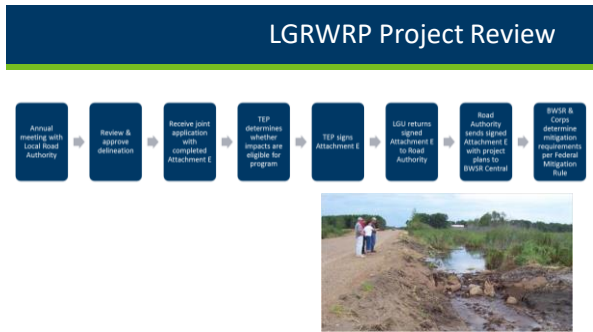 LGRWRP Project Review
Annual
meeting with
Local Road
Authority
Review &
approve
delineation
Receive joint
application
with
completed
Attachment E
TEP
determines
whether
impacts are
eligible for
program
TEP signs
Attachment E
LGU returns
signed
Attachment E
to Road
Authority
Road
Authority
sends signed
Attachment E
with project
plans to
BWSR Central
BWSR &
Corps
determine
mitigation
requirements
per Federal
Mitigation
Rule